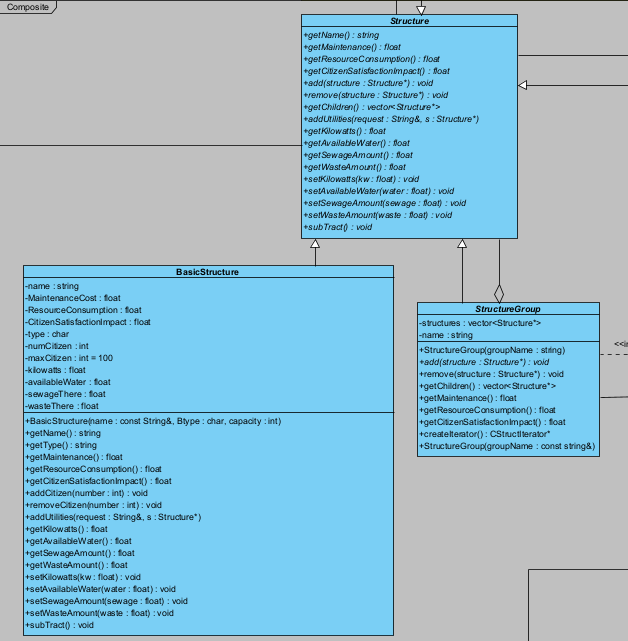 Composite
Structure
+getName() : string
+getMaintenance() : float
+getResourceConsumption() : float
+getCitizenSatisfactionImpact() : float
+add(structure : Structure*) : void
+remove(structure : Structure*) : void
+getChildren() : vector<Structure*>
+addUtilities(request : String&, s : Structure*)
+getKilowatts() : float
+getAvailableWater() : float
+getSewageAmount() : float
+getWasteAmount() : float
+setKilowatts(kw : float) : void
+setAvailableWater(water : float) : void
+setSewageAmount(sewage : float) : void
+setWasteAmount(waste : float) : void
+subTract() : void
BasicStructure
-name : string
-MaintenanceCost : float
-ResourceConsumption : float
-CitizenSatisfactionImpact : float
-type : char
-numCitizen : int
-maxCitizen : int = 100
-kilowatts : float
-availableWater : float
-sewageThere : float
-wasteThere : float
+BasicStructure(name : const String&, Btype : char, capacity : int)
+getName() : string
+getType() : string
+getMaintenance() : float
+getResourceConsumption() : float
+getCitizenSatisfactionImpact() : float
+addCitizen(number : int) : void
+removeCitizen(number : int) : void
+addUtilities(request : String&, s : Structure*)
+getKilowatts() : float
+getAvailableWater() : float
+getSewageAmount() : float
+getWasteAmount() : float
+setKilowatts(kw : float) : void
+setAvailableWater(water : float) : void
+setSewageAmount(sewage : float) : void
+setWasteAmount(waste : float) : void
+subTract() : void
StructureGroup
-structures : vector<Structure*>
-name : string
+StructureGroup(groupName : string)
+add(structure : Structure*) : void
+remove(structure : Structure*) : void
+getChildren() : vector<Structure*>
+getMaintenance() : float
+getResourceConsumption() : float
+getCitizenSatisfactionImpact() : float
+createIterator() : CStructIterator*
+StructureGroup(groupName : const string&)